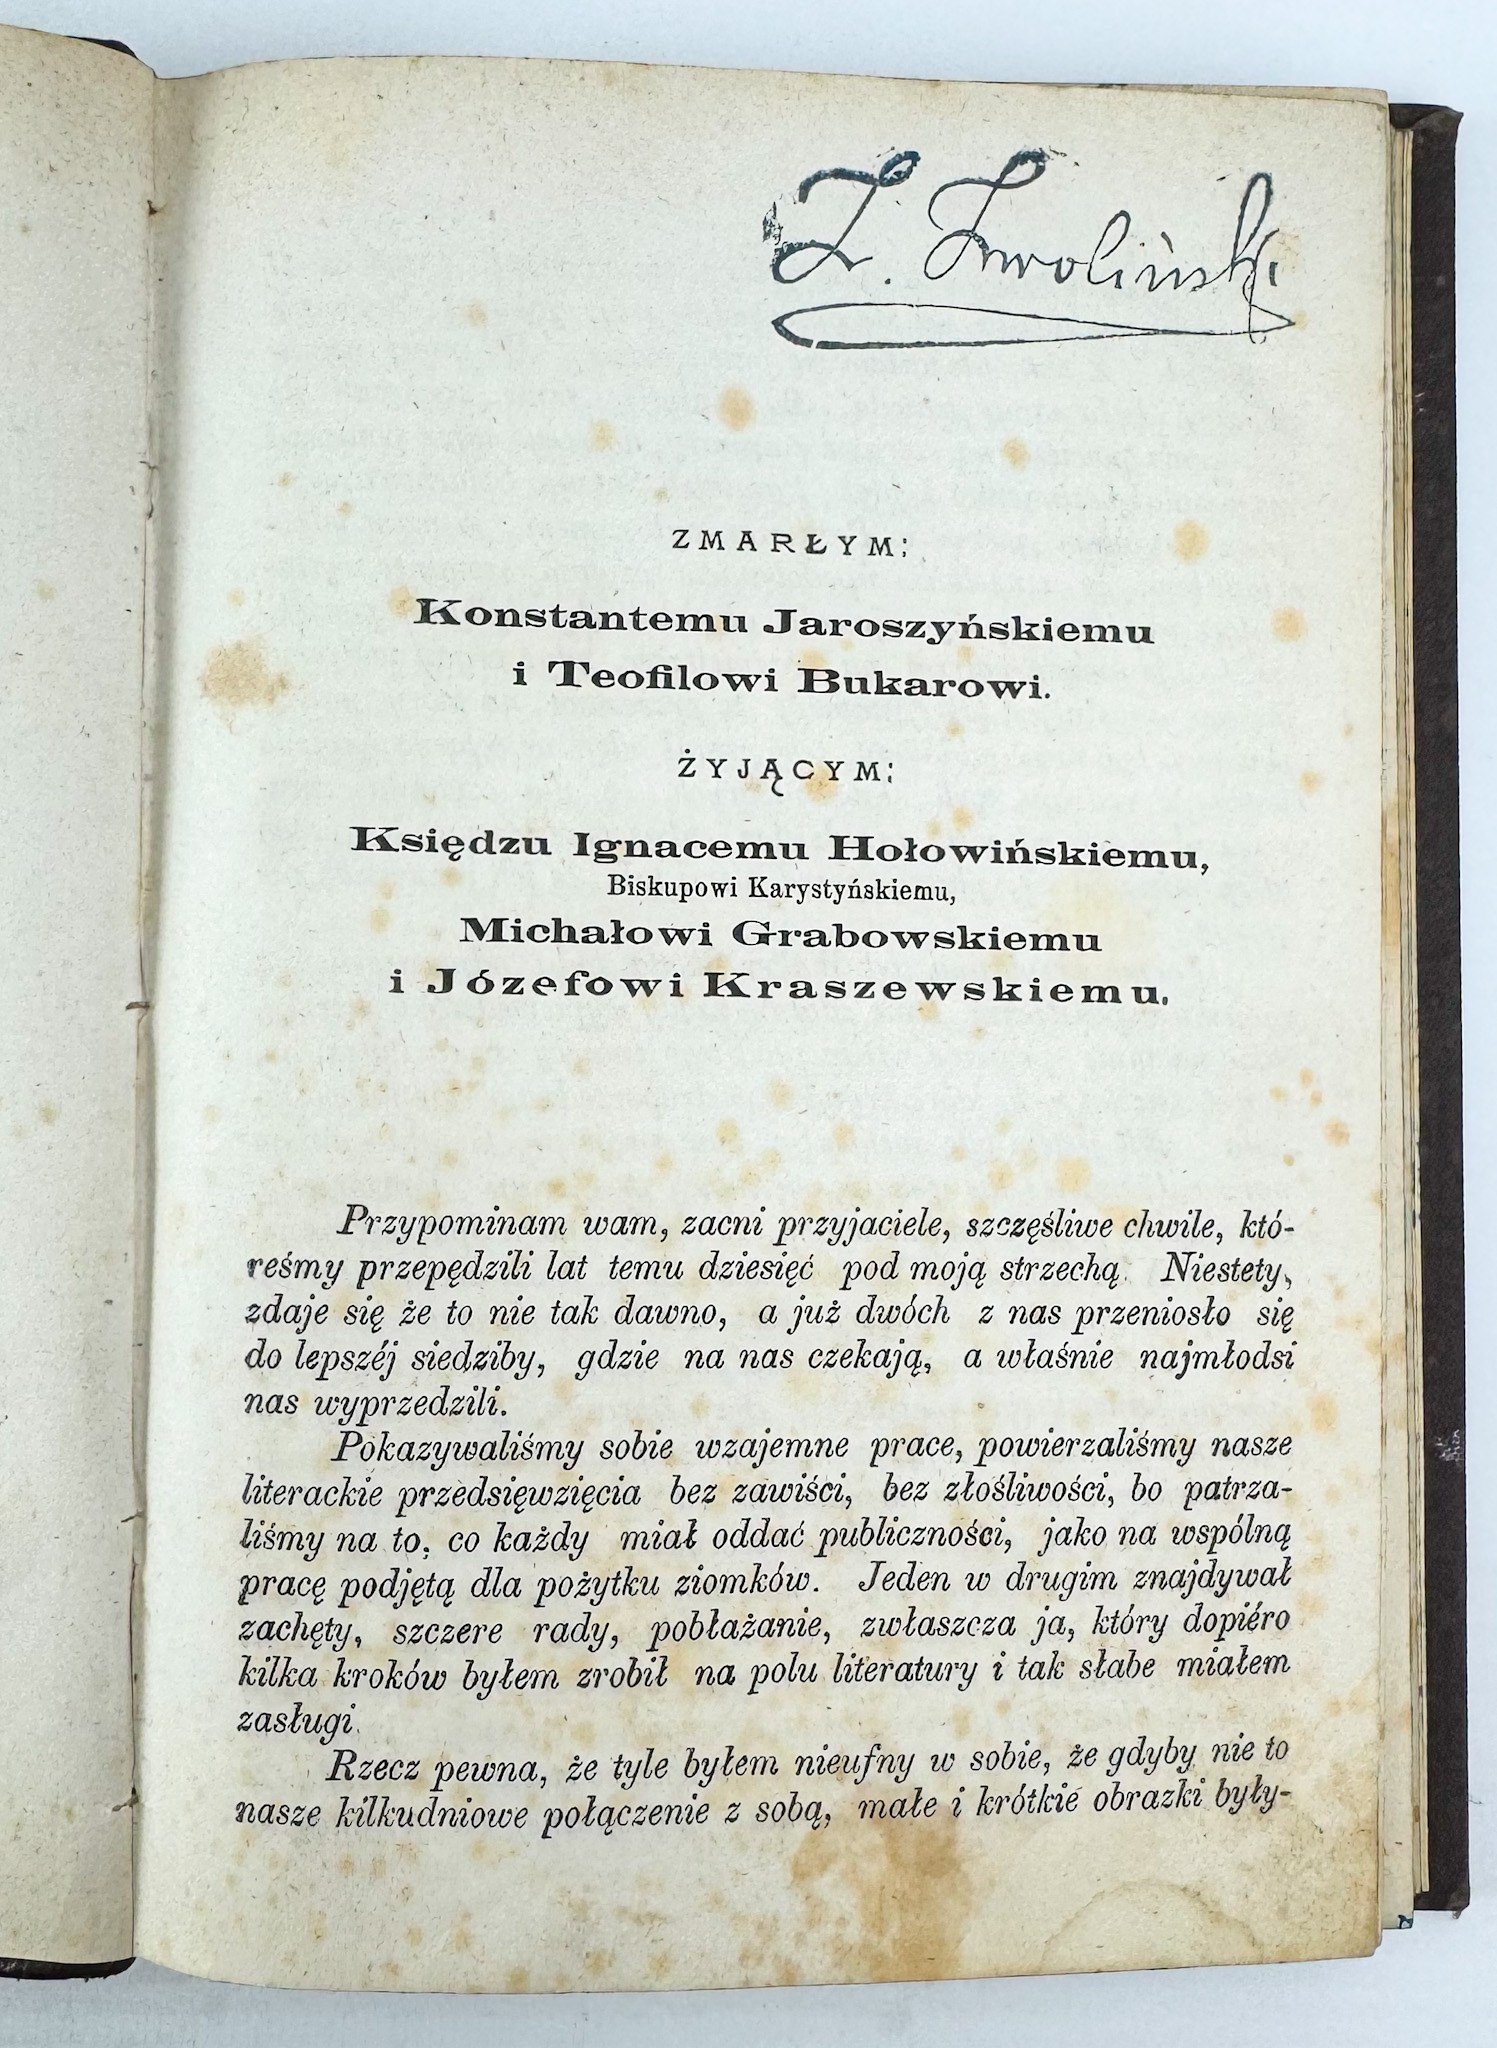 Z. Zwoliński
ZMARŁYM:
Konstantemu Jaroszyńskiemu
i Teofilowi Bukarowi.
ŻYJĄCYM:
Księdzu Ignacemu Hołowińskiemu,
Biskupowi Karystyńskiemu,
Michałowi Grabowskiemu
i Józefowi Kraszewskiemu.
Przypominam wam, zacni przyjaciele, szczęśliwe chwile, któ-
reśmy przepędzili lat temu dziesięć pod moją strzechą. Niestety,
zdaje się że to nie tak dawno, a już dwóch z nas przeniosło się
do lepszéj siedziby, gdzie na nas czekają, a właśnie najmłodsi
nas wyprzedzili.
Pokazywaliśmy sobie wzajemne prace, powierzaliśmy nasze
literackie przedsięwzięcia bez zawiści, bez złośliwości, bo patrza-
liśmy na to, co każdy miał oddać publiczności, jako na wspólną
pracę podjętą dla pożytku ziomków. Jeden w drugim znajdywał
zachęty, szczere rady, pobłażanie, zwłaszcza ja, który dopiéro
kilka kroków byłem zrobił na polu literatury i tak słabe miałem
zasługi.
Rzecz pewna, że tyle byłem nieufny w sobie, że gdyby nie to
nasze kilkudniowe połączenie z sobą, małe i krótkie obrazki były-